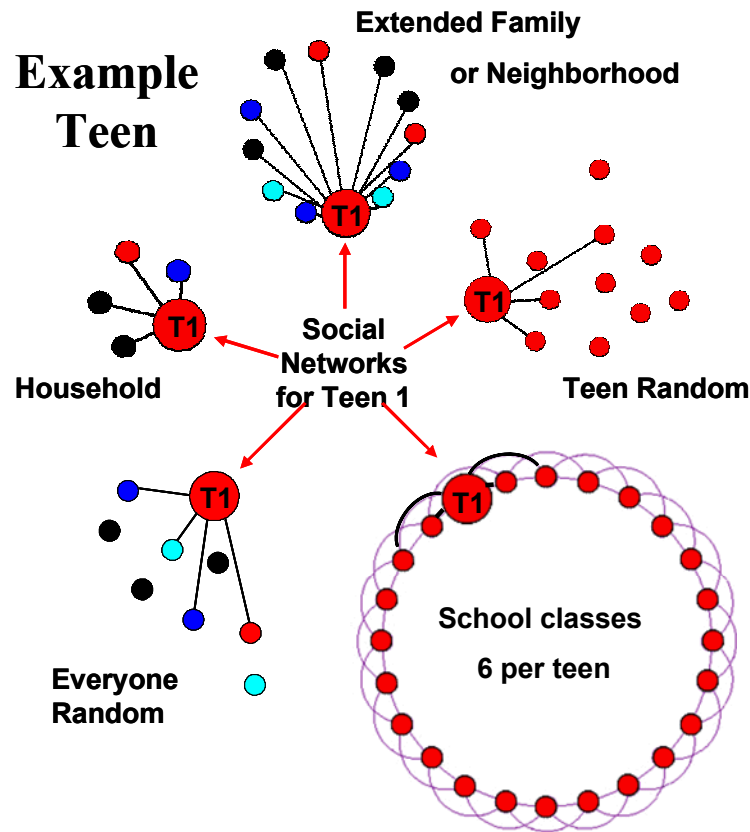 Example
Teen
Extended Family
or Neighborhood
T1
T1
Household
T1
Teen Random
Social
Networks
for Teen 1
T1
Everyone
Random
T1
School classes
6 per teen